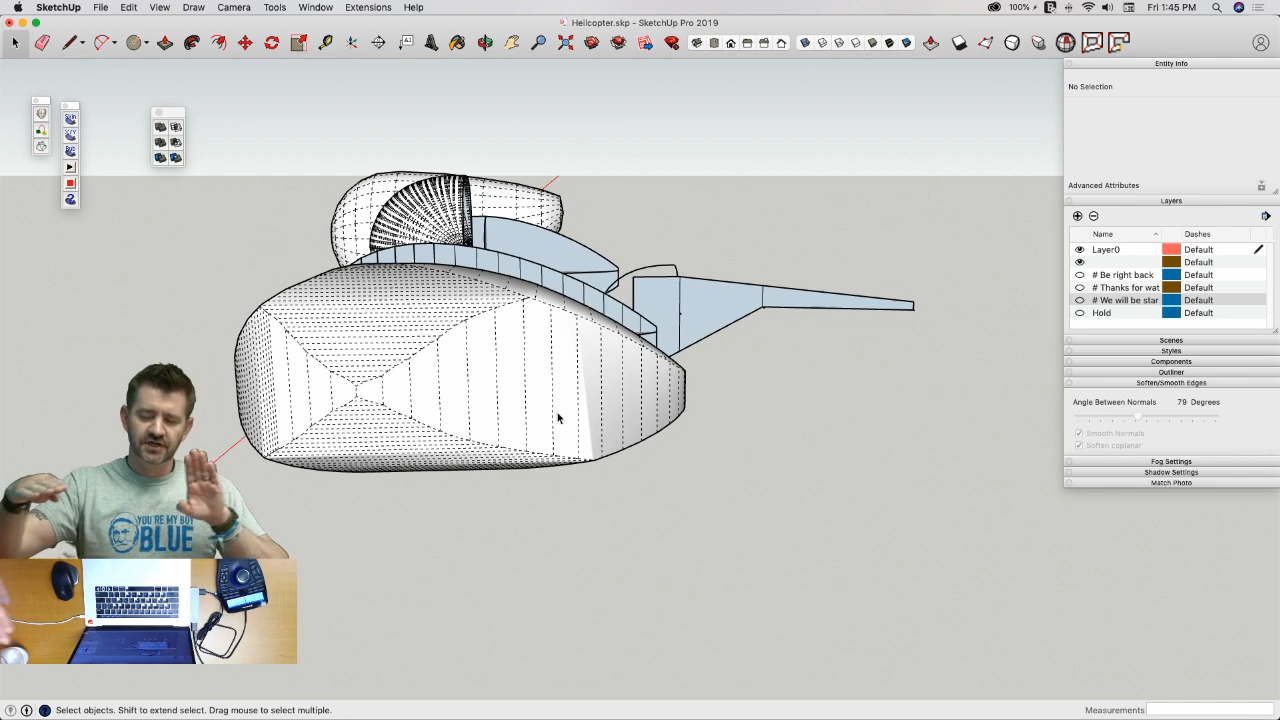 SketchUp File Edit View Draw Camera Tools Window Extensions Help
100% Fri 1:45 PM
Heilcopter.skp - SketchUp Pro 2019
Entity Info
No Selection
Advanced Attributes
Layers
Name Dashes
Layer0 Default
Default
# Be right back Default
# Thanks for wat Default
# We will be star Default
Hold Default
Scenes
Styles
Components
Outliner
Soften/Smooth Edges
Angle Between Normals 79 Degrees
Smooth Normals
Soften coplanar
Fog Settings
Shadow Settings
Match Photo
YOU'RE MY BOY
BLUE
Select objects. Shift to extend select. Drag mouse to select multiple.
Measurements